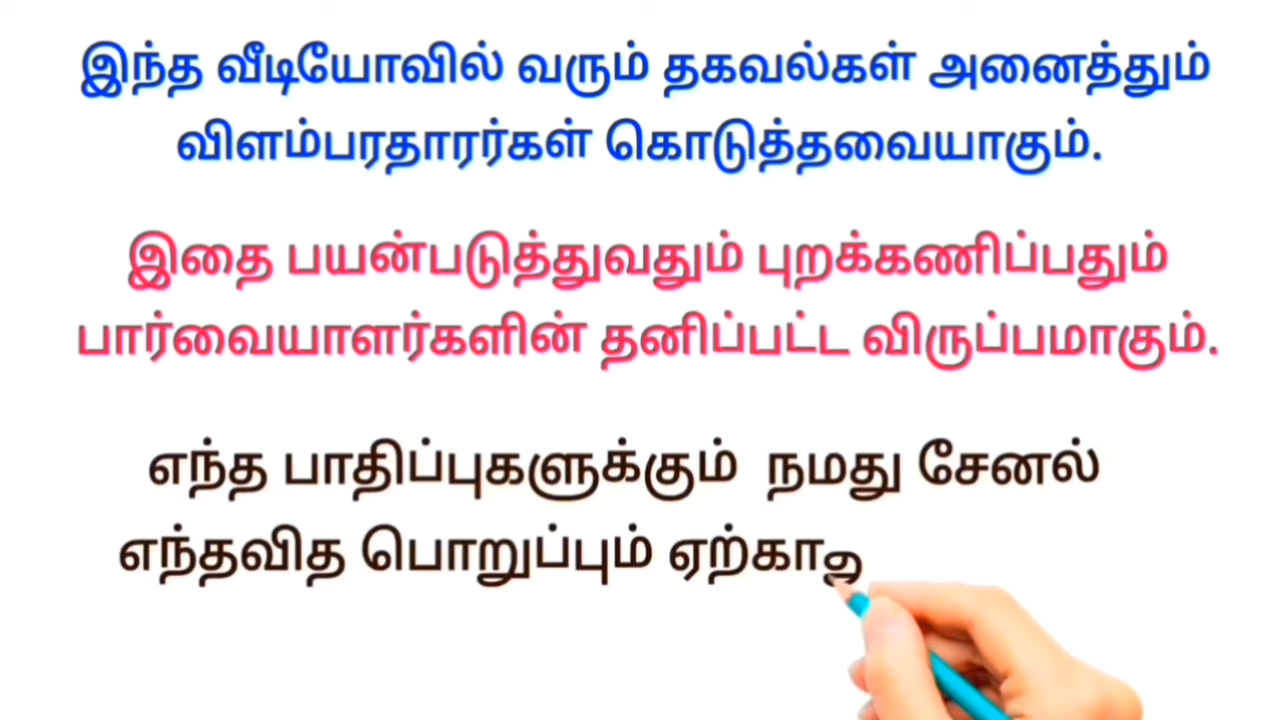 இந்த வீடியோவில் வரும் தகவல்கள் அனைத்தும்
விளம்பரதாரர்கள் கொடுத்தவையாகும்.
இதை பயன்படுத்துவதும் புறக்கணிப்பதும்
பார்வையாளர்களின் தனிப்பட்ட விருப்பமாகும்.
எந்த பாதிப்புகளுக்கும் நமது சேனல்
எந்தவித பொறுப்பும்